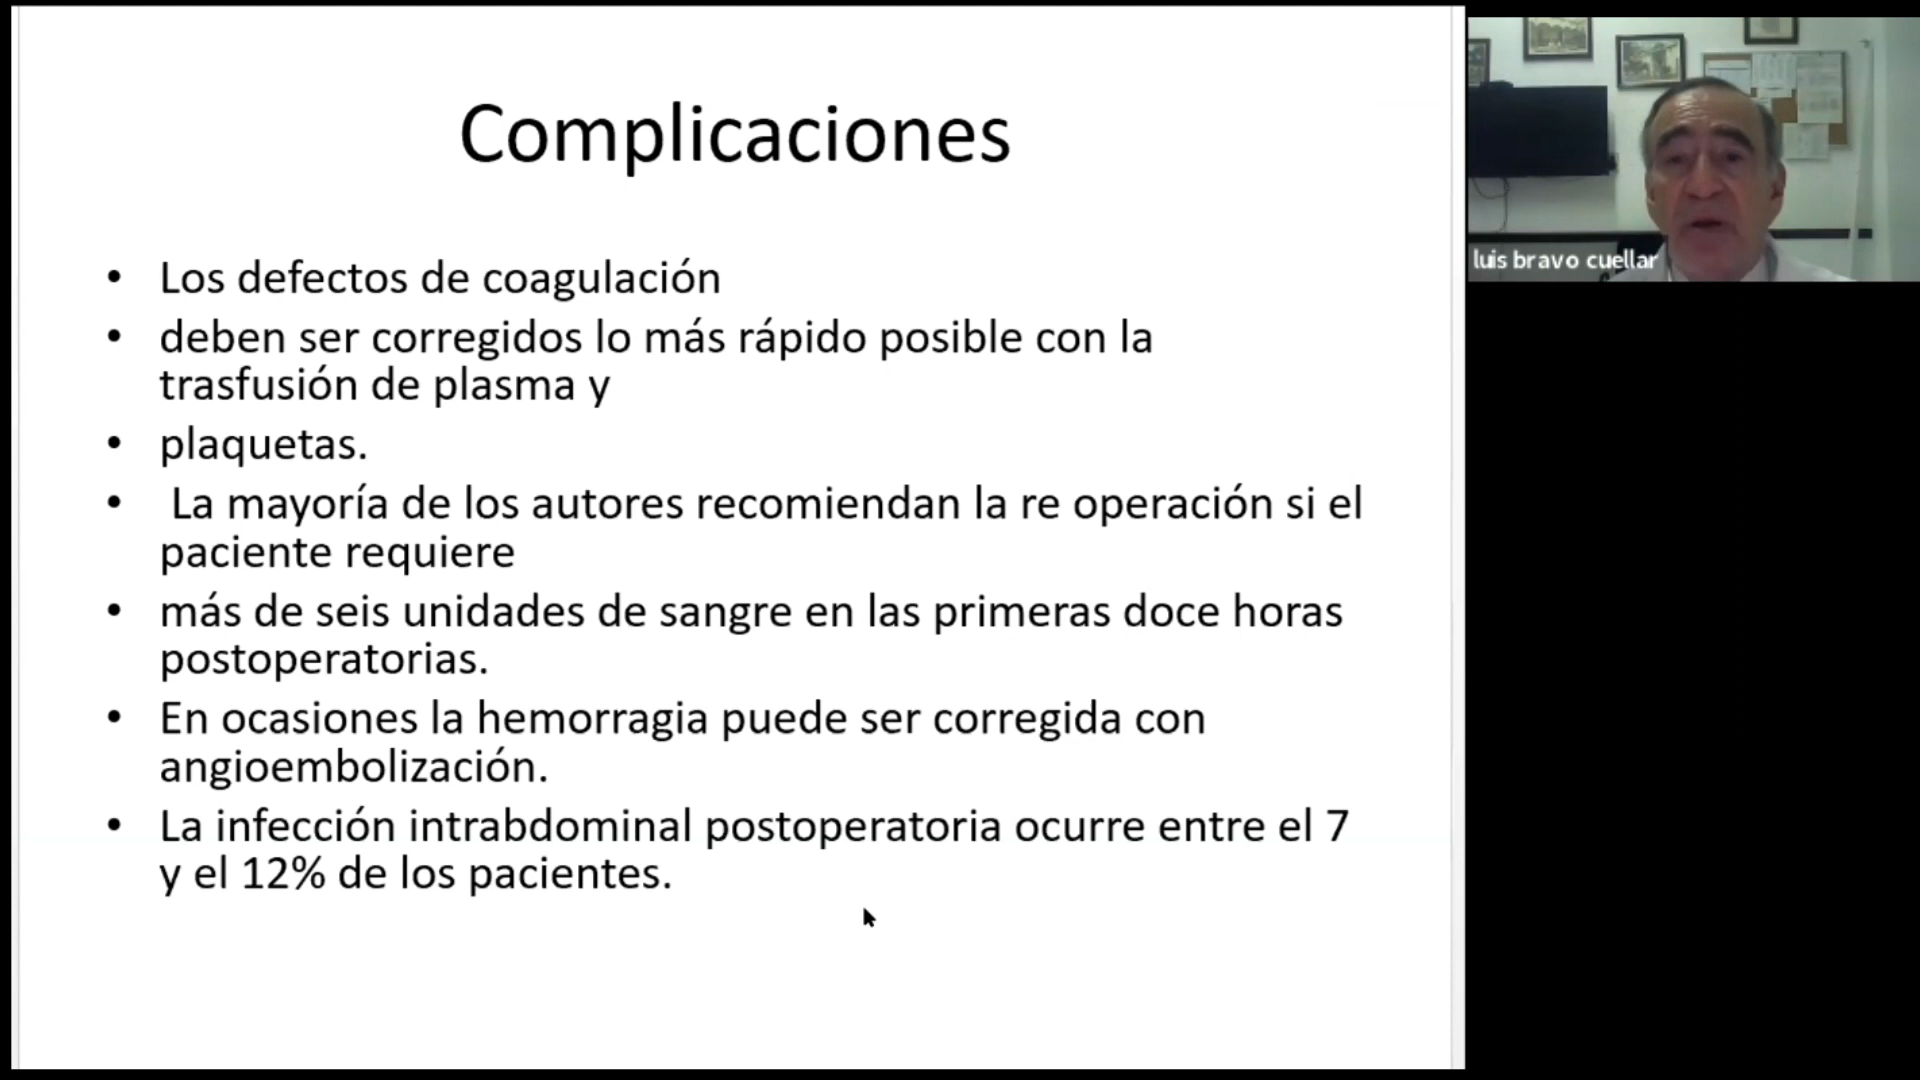 Complicaciones
• Los defectos de coagulación
• deben ser corregidos lo más rápido posible con la
trasfusión de plasma y
• plaquetas.
• La mayoría de los autores recomiendan la re operación si el
paciente requiere
• más de seis unidades de sangre en las primeras doce horas
postoperatorias.
• En ocasiones la hemorragia puede ser corregida con
angioembolización.
• La infección intrabdominal postoperatoria ocurre entre el 7
y el 12% de los pacientes.
luis bravo cuellar